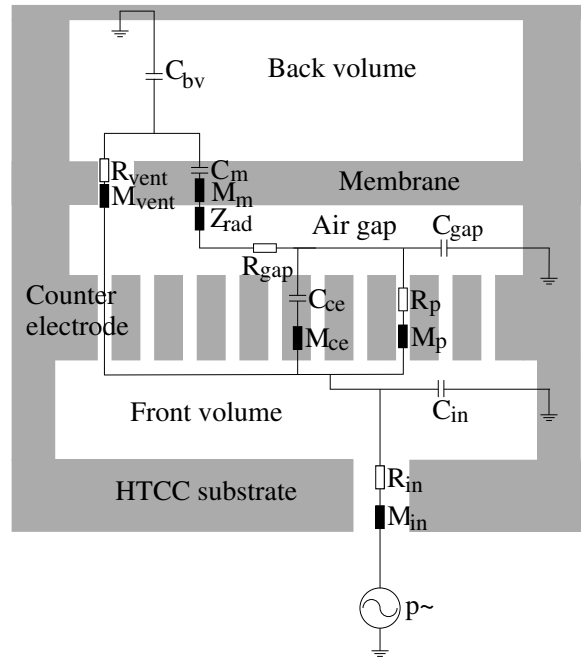 C_bv
Back volume
R_vent
M_vent
C_m
M_m
Membrane
Z_rad
Air gap
C_gap
R_gap
Counter
electrode
C_ce
R_p
M_ce
M_p
Front volume
C_in
HTCC substrate
R_in
M_in
p~